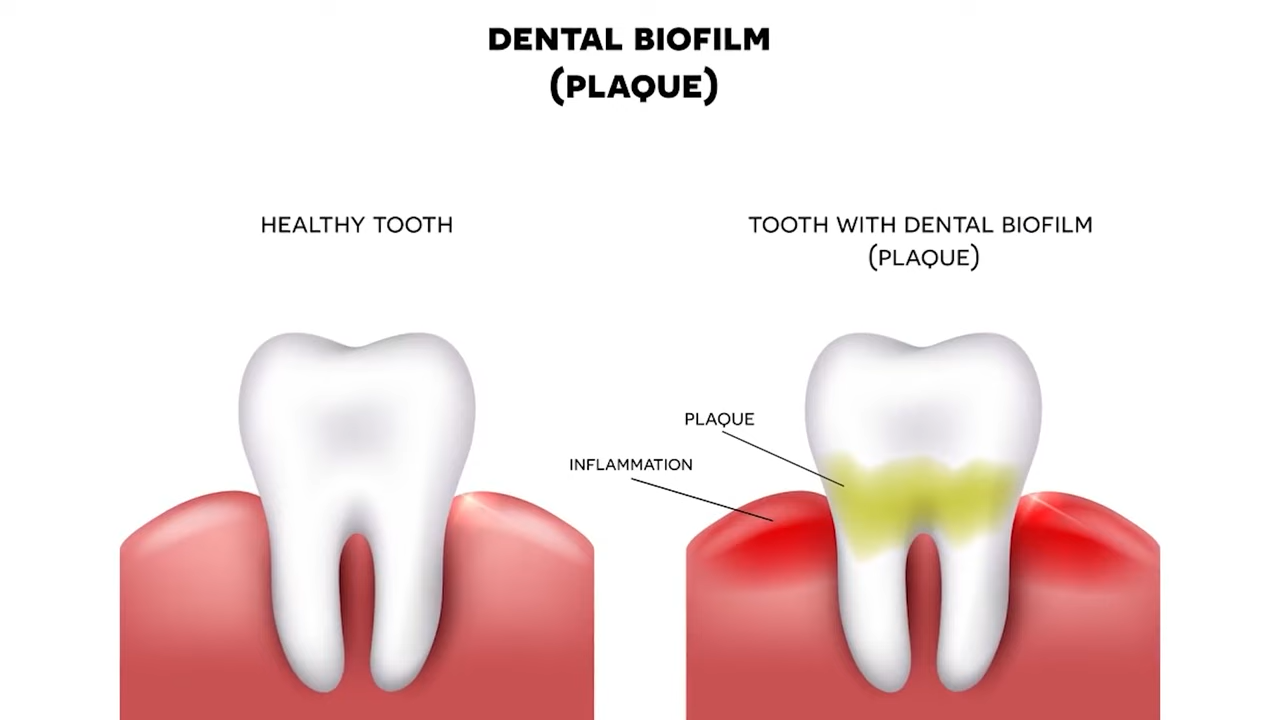 DENTAL BIOFILM
(PLAQUE)
HEALTHY TOOTH
TOOTH WITH DENTAL BIOFILM
(PLAQUE)
PLAQUE
INFLAMMATION